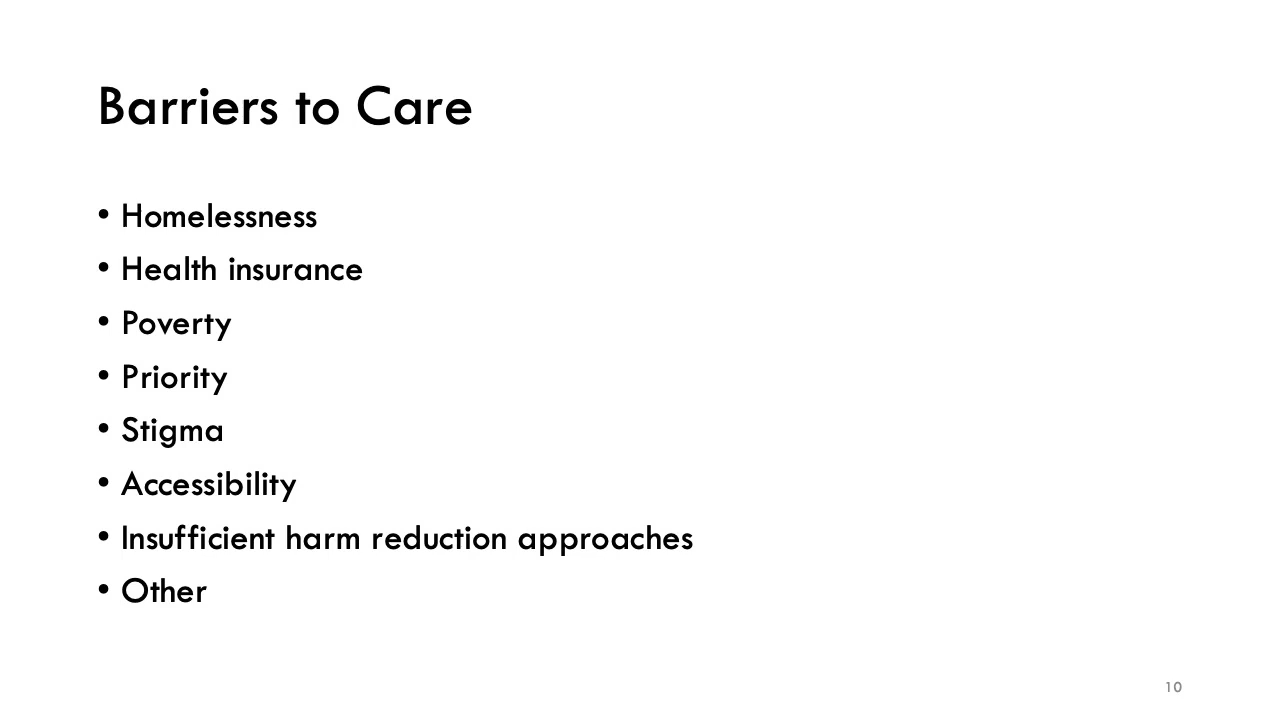 Barriers to Care
• Homelessness
• Health insurance
• Poverty
• Priority
• Stigma
• Accessibility
• Insufficient harm reduction approaches
• Other
10